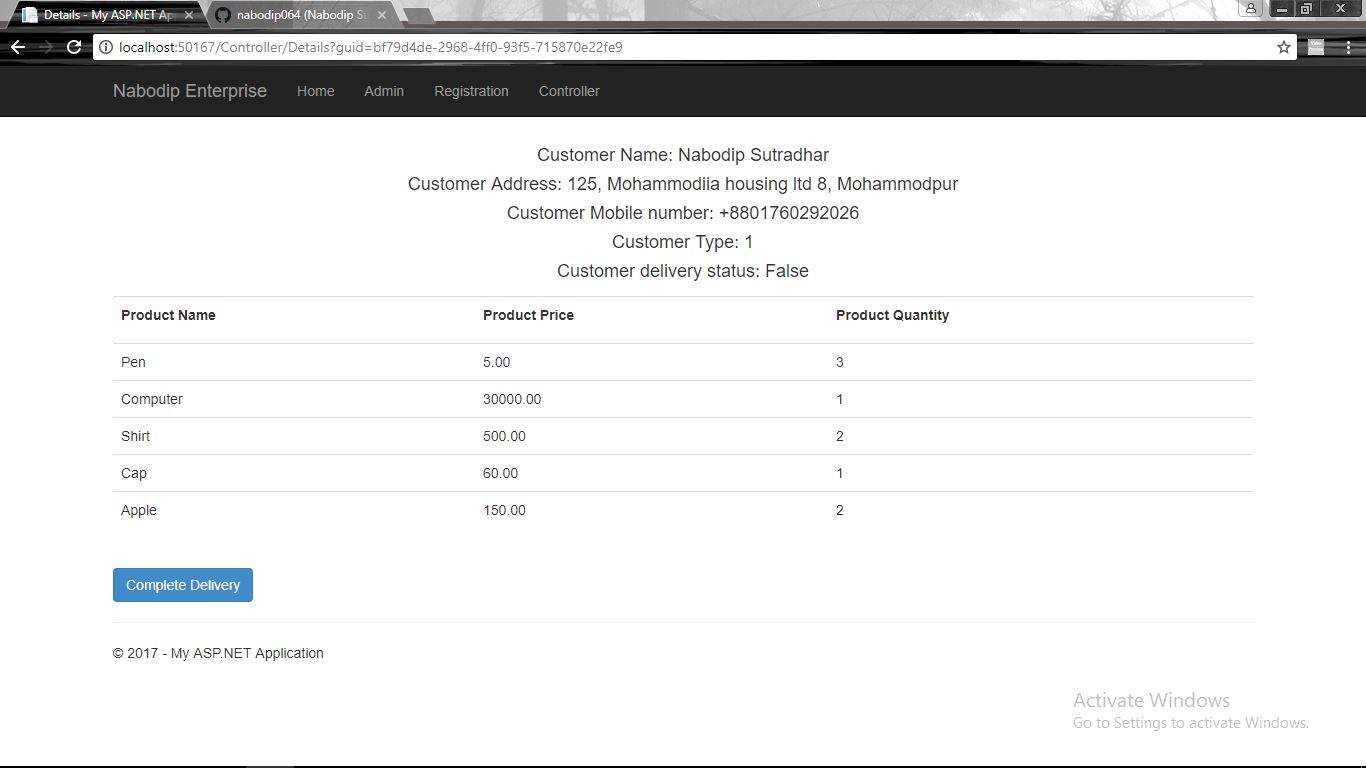 Details - My ASP.NET Ap
nabodip064 (Nabodip Su
localhost:50167/Controller/Details?guid=bf79d4de-2968-4ff0-93f5-715870e22fe9
Nabodip Enterprise Home Admin Registration Controller
Customer Name: Nabodip Sutradhar
Customer Address: 125, Mohammodiia housing ltd 8, Mohammodpur
Customer Mobile number: +8801760292026
Customer Type: 1
Customer delivery status: False
Product Name Product Price Product Quantity
Pen 5.00 3
Computer 30000.00 1
Shirt 500.00 2
Cap 60.00 1
Apple 150.00 2
Complete Delivery
© 2017 - My ASP.NET Application
Activate Windows
Go to Settings to activate Windows.